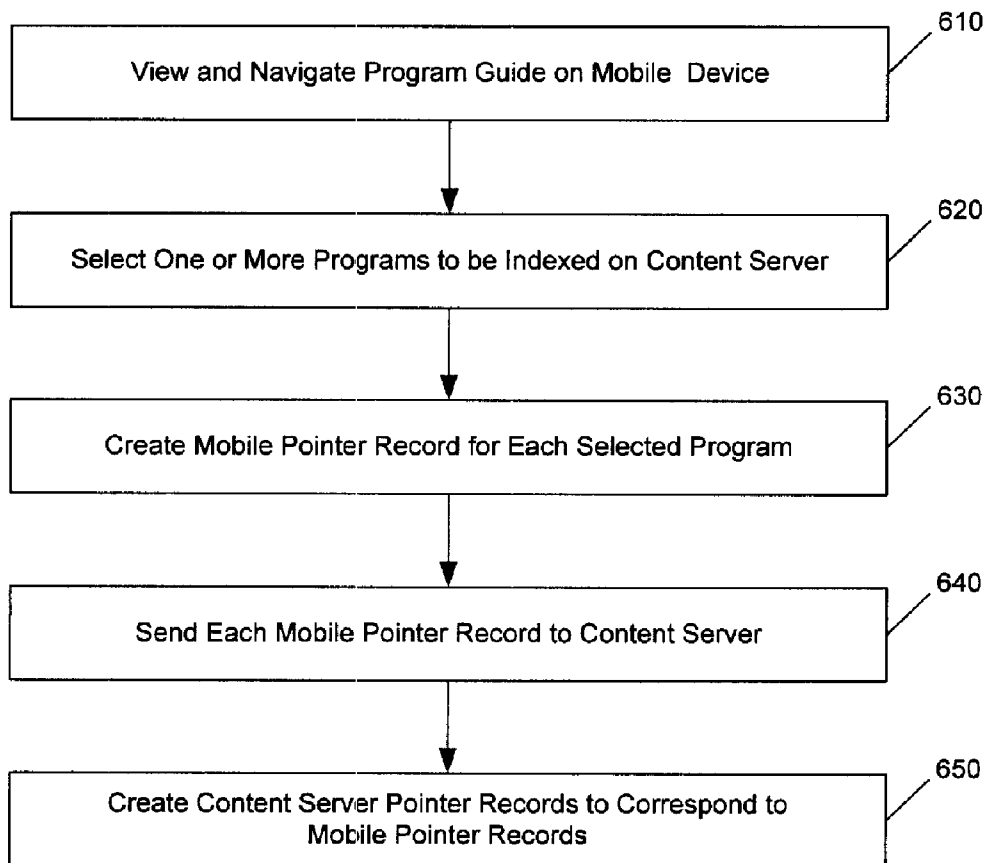 610
View and Navigate Program Guide on Mobile Device
620
Select One or More Programs to be Indexed on Content Server
630
Create Mobile Pointer Record for Each Selected Program
640
Send Each Mobile Pointer Record to Content Server
650
Create Content Server Pointer Records to Correspond to
Mobile Pointer Records